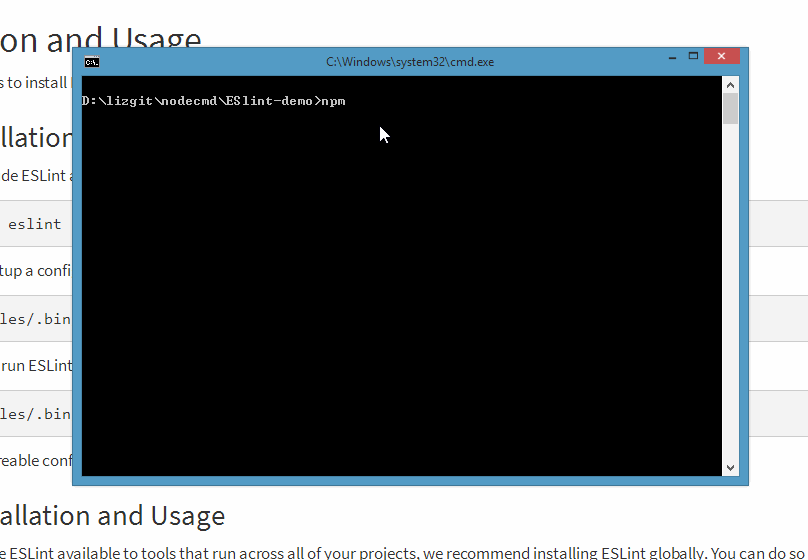 on and Usage
C:\Windows\system32\cmd.exe
s to install
D:\lizgit\nodecmd\ESlint-demo>npm
llation
de ESLint a
eslint
tup a confi
les/.bin
run ESLint
les/.bin
reable conf
allation and Usage
e ESLint available to tools that run across all of your projects, we recommend installing ESLint globally. You can do so